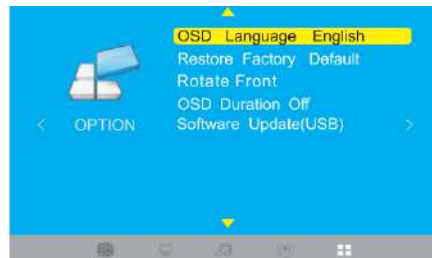 OSD Language English
Restore Factory Default
Rotate Front
OSD Duration Off
OPTION
Software Update(USB)